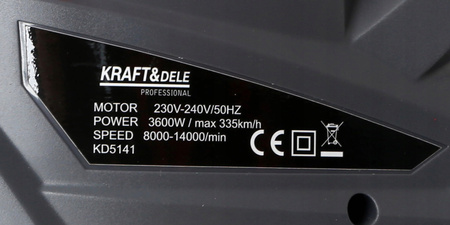 KRAFT&DELE
PROFESSIONAL
MOTOR 230V-240V/50HZ
POWER 3600W / max 335km/h
SPEED 8000-14000/min
KD5141
CE